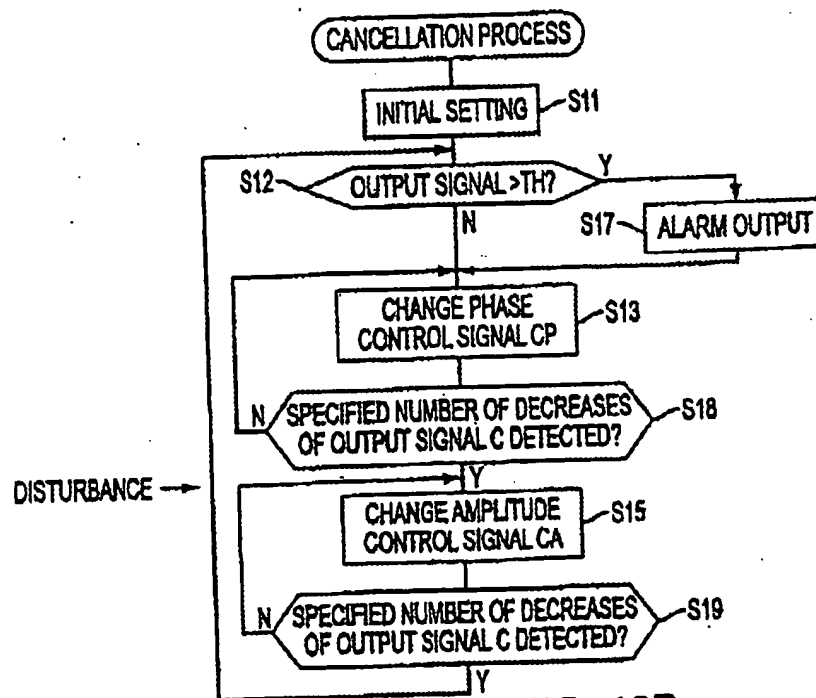 CANCELLATION PROCESS
INITIAL SETTING
S11
S12
OUTPUT SIGNAL >TH?
Y
N
S17
ALARM OUTPUT
CHANGE PHASE
CONTROL SIGNAL CP
S13
N
SPECIFIED NUMBER OF DECREASES
OF OUTPUT SIGNAL C DETECTED?
S18
Y
DISTURBANCE
CHANGE AMPLITUDE
CONTROL SIGNAL CA
S15
N
SPECIFIED NUMBER OF DECREASES
OF OUTPUT SIGNAL C DETECTED?
S19
Y